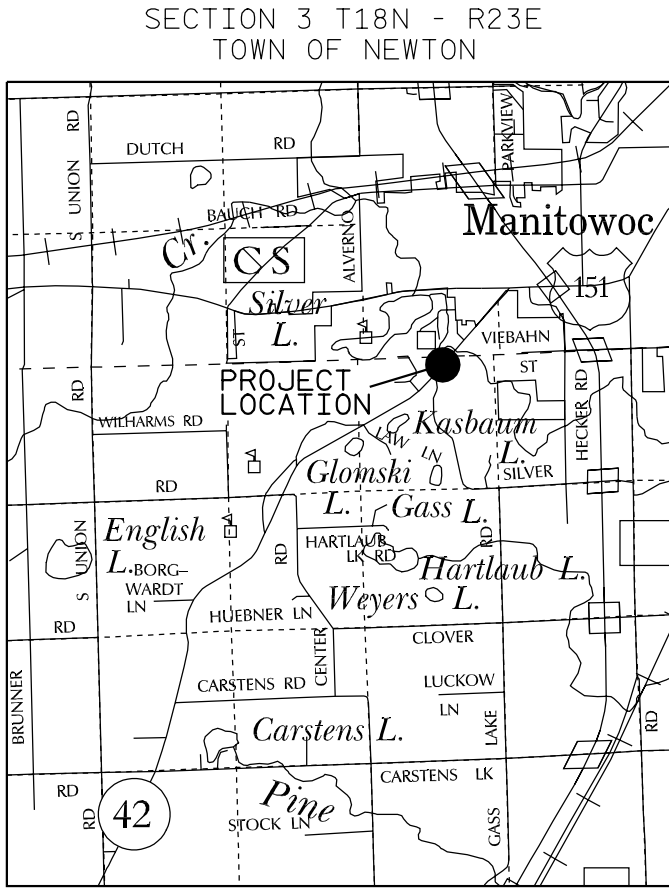 SECTION 3 T18N - R23E
TOWN OF NEWTON
S UNION RD
DUTCH RD
PARKVIEW
BAUCH RD
Manitowoc
Cr.
CS
ALVERNO
151
Silver
L.
ST
VIEBAHN
ST
PROJECT
LOCATION
RD
HECKER RD
WILHARMS RD
Kasbaum
L.
LAW
LN
Glomski
L.
SILVER
RD
Gass L.
English
L.
S UNION
RD
HARTLAUB
LK RD
RD
Hartlaub L.
BORG-
WARDT
LN
Weyers L.
HUEBNER LN
RD
CENTER
CLOVER
BRUNNER
CARSTENS RD
LUCKOW
LN
LAKE
RD
Carstens L.
RD
CARSTENS LK
Pine
42
RD
STOCK LN
GASS